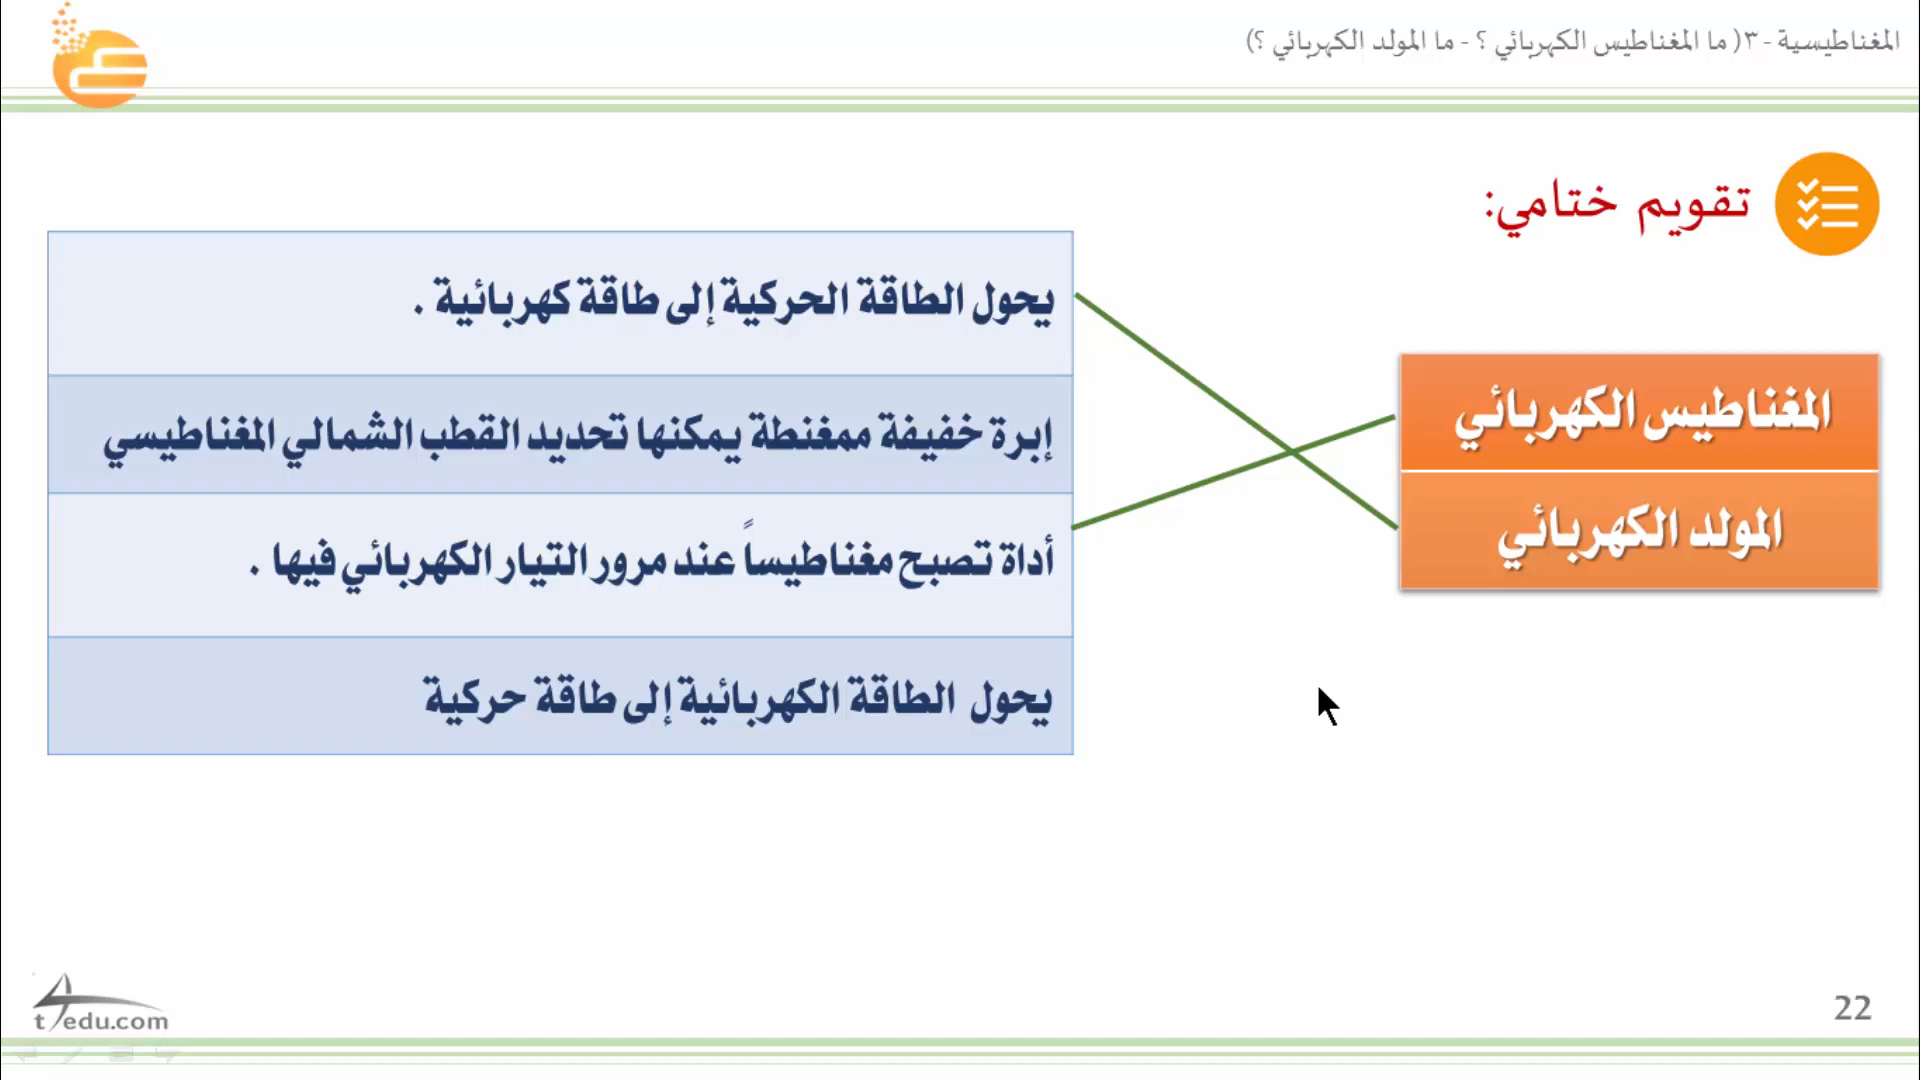 المغناطيسية - ٣( ما المغناطيس الكهربائي ؟ - ما المولد الكهربائي ؟)
تقويم ختامي:
المغناطيس الكهربائي
المولد الكهربائي
يحول الطاقة الحركية إلى طاقة كهربائية .
إبرة خفيفة ممغنطة يمكنها تحديد القطب الشمالي المغناطيسي
أداة تصبح مغناطيساً عند مرور التيار الكهربائي فيها .
يحول الطاقة الكهربائية إلى طاقة حركية
t4edu.com
22